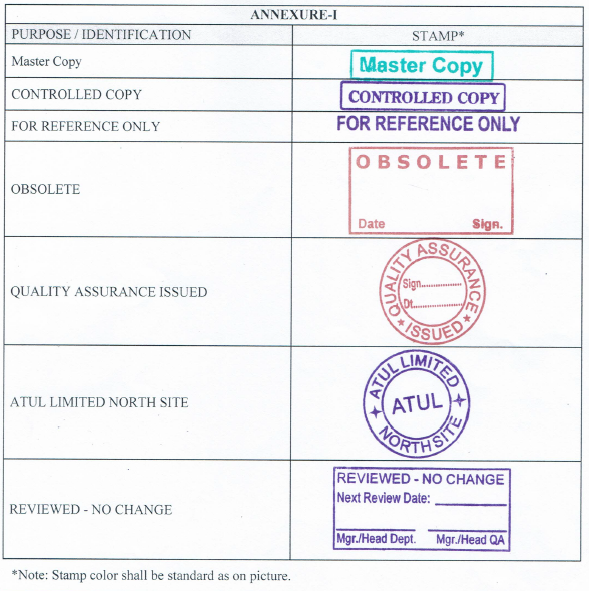 ANNEXURE-I
PURPOSE / IDENTIFICATION STAMP*
Master Copy Master Copy
CONTROLLED COPY CONTROLLED COPY
FOR REFERENCE ONLY FOR REFERENCE ONLY
OBSOLETE
OBSOLETE
Date Sign.
QUALITY ASSURANCE ISSUED
QUALITY ASSURANCE
Sign.................
Dt.....................
ISSUED
ATUL LIMITED NORTH SITE
ATUL LIMITED
ATUL
NORTH SITE
REVIEWED - NO CHANGE
REVIEWED - NO CHANGE
Next Review Date: ____________
Mgr./Head Dept. Mgr./Head QA
*Note: Stamp color shall be standard as on picture.